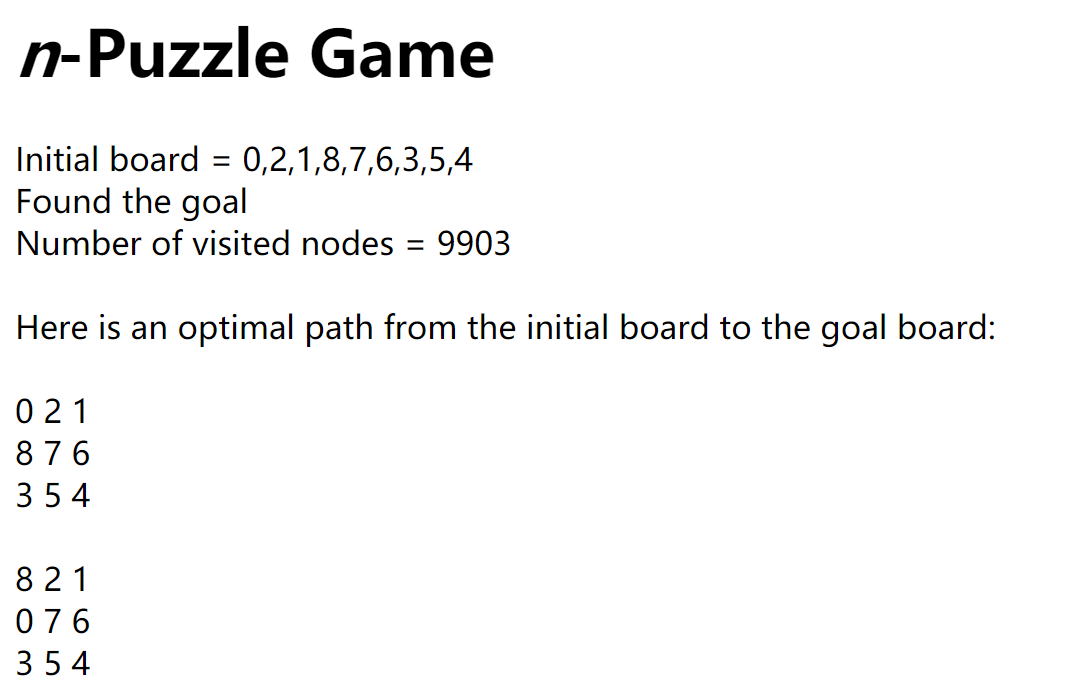 n-Puzzle Game
Initial board = 0,2,1,8,7,6,3,5,4
Found the goal
Number of visited nodes = 9903
Here is an optimal path from the initial board to the goal board:
0 2 1
8 7 6
3 5 4
8 2 1
0 7 6
3 5 4